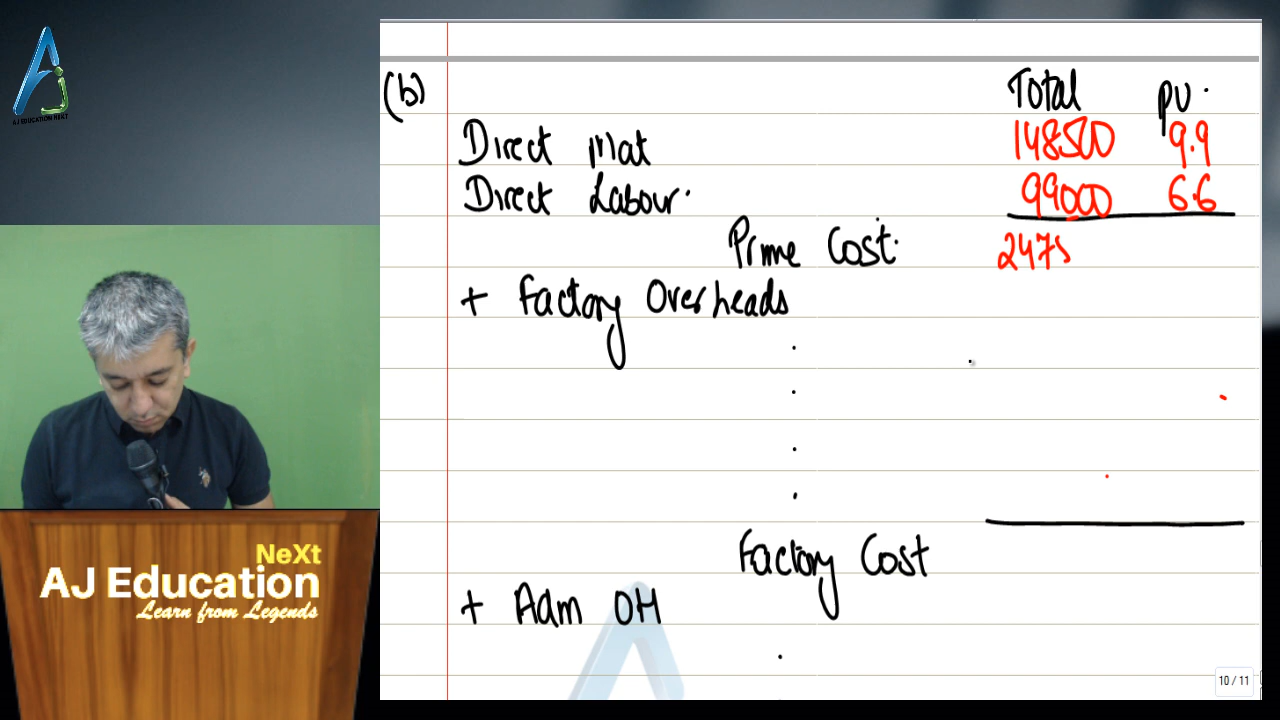 AJ EDUCATION NEXT
(b)
Total pu.
Direct Mat 148500 9.9
Direct Labour. 99000 6.6
Prime Cost. 2475
+ Factory Overheads
Factory Cost
+ Adm OH
NeXt
AJ Education
Learn from Legends
10 / 11